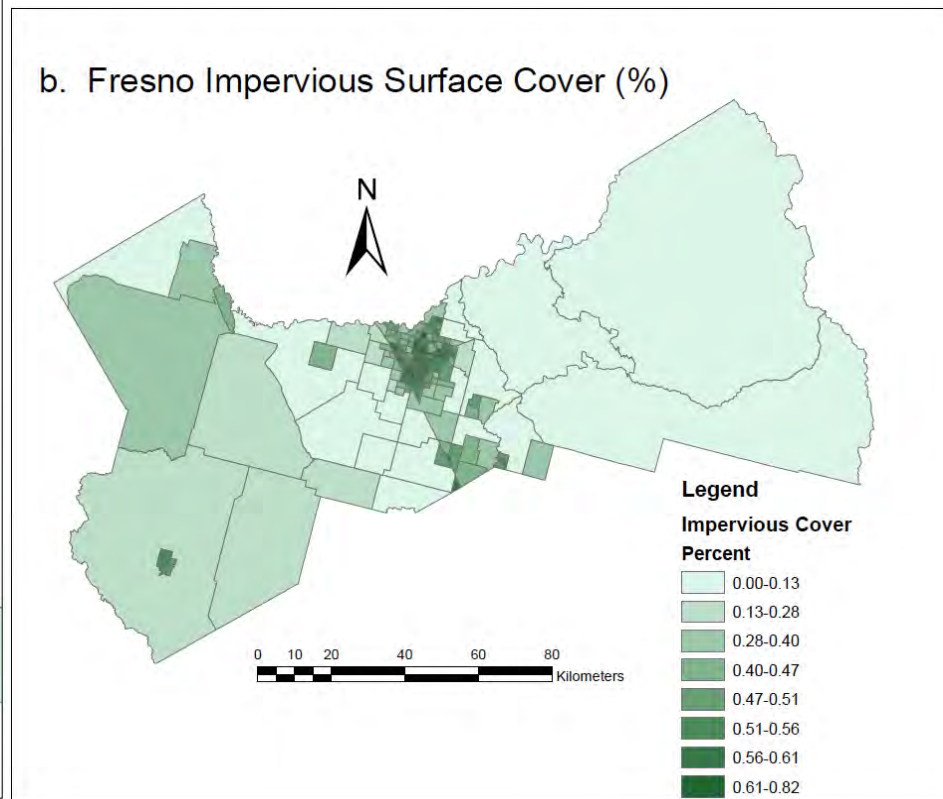 b. Fresno Impervious Surface Cover (%)
N
0 10 20 40 60 80
Kilometers
Legend
Impervious Cover
Percent
0.00-0.13
0.13-0.28
0.28-0.40
0.40-0.47
0.47-0.51
0.51-0.56
0.56-0.61
0.61-0.82